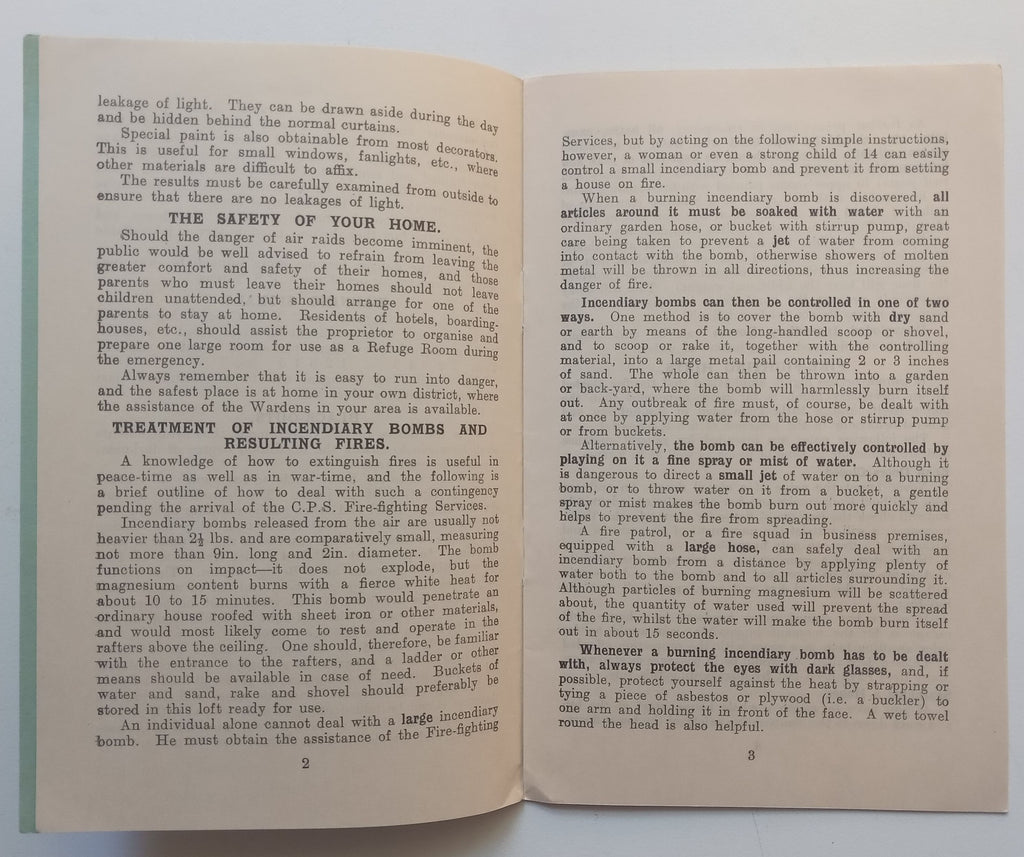 leakage of light. They can be drawn aside during the day
and be hidden behind the normal curtains.
Special paint is also obtainable from most decorators.
This is useful for small windows, fanlights, etc., where
other materials are difficult to affix.
The results must be carefully examined from outside to
ensure that there are no leakages of light.
THE SAFETY OF YOUR HOME.
Should the danger of air raids become imminent, the
public would be well advised to refrain from leaving the
greater comfort and safety of their homes, and those
parents who must leave their homes should not leave
children unattended, but should arrange for one of the
parents to stay at home. Residents of hotels, boarding-
houses, etc., should assist the proprietor to organise and
prepare one large room for use as a Refuge Room during
the emergency.
Always remember that it is easy to run into danger,
and the safest place is at home in your own district, where
the assistance of the Wardens in your area is available.
TREATMENT OF INCENDIARY BOMBS AND
RESULTING FIRES.
A knowledge of how to extinguish fires is useful in
peace-time as well as in war-time, and the following is
a brief outline of how to deal with such a contingency
pending the arrival of the C.P.S. Fire-fighting Services.
Incendiary bombs released from the air are usually not
heavier than 2½ lbs. and are comparatively small, measuring
not more than 9in. long and 2in. diameter. The bomb
functions on impact—it does not explode, but the
magnesium content burns with a fierce white heat for
about 10 to 15 minutes. This bomb would penetrate an
ordinary house roofed with sheet iron or other materials,
and would most likely come to rest and operate in the
rafters above the ceiling. One should, therefore, be familiar
with the entrance to the rafters, and a ladder or other
means should be available in case of need. Buckets of
water and sand, rake and shovel should preferably be
stored in this loft ready for use.
An individual alone cannot deal with a large incendiary
bomb. He must obtain the assistance of the Fire-fighting
2
Services, but by acting on the following simple instructions,
however, a woman or even a strong child of 14 can easily
control a small incendiary bomb and prevent it from setting
a house on fire.
When a burning incendiary bomb is discovered, all
articles around it must be soaked with water with an
ordinary garden hose, or bucket with stirrup pump, great
care being taken to prevent a jet of water from coming
into contact with the bomb, otherwise showers of molten
metal will be thrown in all directions, thus increasing the
danger of fire.
Incendiary bombs can then be controlled in one of two
ways. One method is to cover the bomb with dry sand
or earth by means of the long-handled scoop or shovel,
and to scoop or rake it, together with the controlling
material, into a large metal pail containing 2 or 3 inches
of sand. The whole can then be thrown into a garden
or back-yard, where the bomb will harmlessly burn itself
out. Any outbreak of fire must, of course, be dealt with
at once by applying water from the hose or stirrup pump
or from buckets.
Alternatively, the bomb can be effectively controlled by
playing on it a fine spray or mist of water. Although it
is dangerous to direct a small jet of water on to a burning
bomb, or to throw water on it from a bucket, a gentle
spray or mist makes the bomb burn out more quickly and
helps to prevent the fire from spreading.
A fire patrol, or a fire squad in business premises,
equipped with a large hose, can safely deal with an
incendiary bomb from a distance by applying plenty of
water both to the bomb and to all articles surrounding it.
Although particles of burning magnesium will be scattered
about, the quantity of water used will prevent the spread
of the fire, whilst the water will make the bomb burn itself
out in about 15 seconds.
Whenever a burning incendiary bomb has to be dealt
with, always protect the eyes with dark glasses, and, if
possible, protect yourself against the heat by strapping or
tying a piece of asbestos or plywood (i.e. a buckler) to
one arm and holding it in front of the face. A wet towel
round the head is also helpful.
3